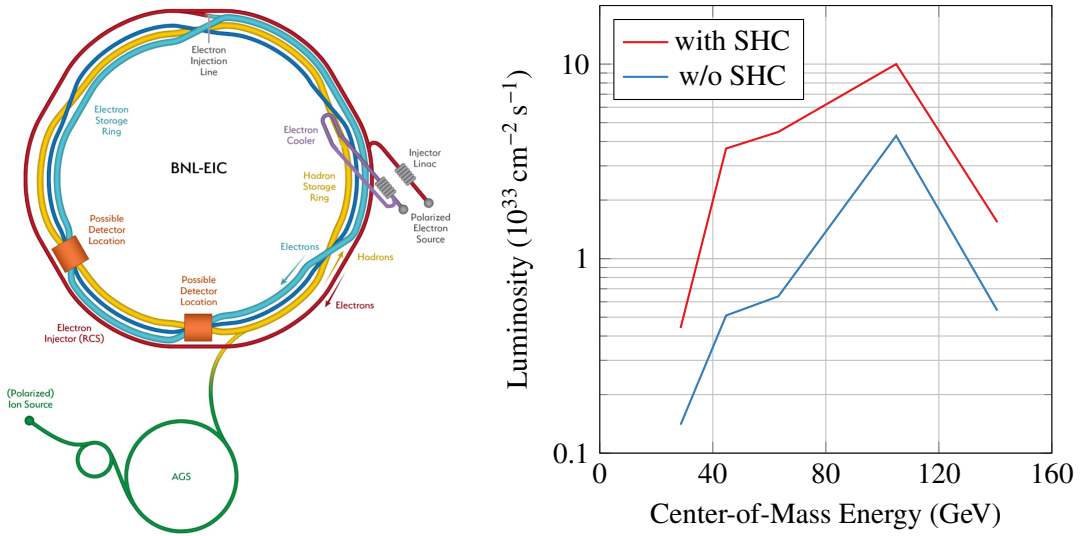 Electron
Injection
Line
Electron
Storage
Ring
Electron
Cooler
Injector
Linac
BNL-EIC
Hadron
Storage
Ring
Polarized
Electron
Source
Possible
Detector
Location
Electrons
Hadrons
Possible
Detector
Location
Electrons
Electron
Injector (RCS)
(Polarized)
Ion Source
AGS
with SHC
w/o SHC
Luminosity (10³³ cm⁻² s⁻¹)
10
1
0.1
0 40 80 120 160
Center-of-Mass Energy (GeV)